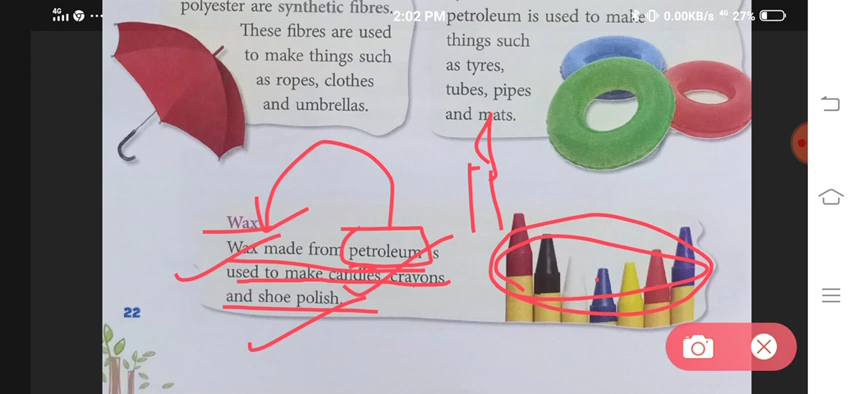 4G 2:02 PM 0.00KB/s 4G 27%
polyester are synthetic fibres.
These fibres are used
to make things such
as ropes, clothes
and umbrellas.
petroleum is used to make
things such
as tyres,
tubes, pipes
and mats.
Wax
Wax made from petroleum is
used to make candles, crayons
and shoe polish.
22